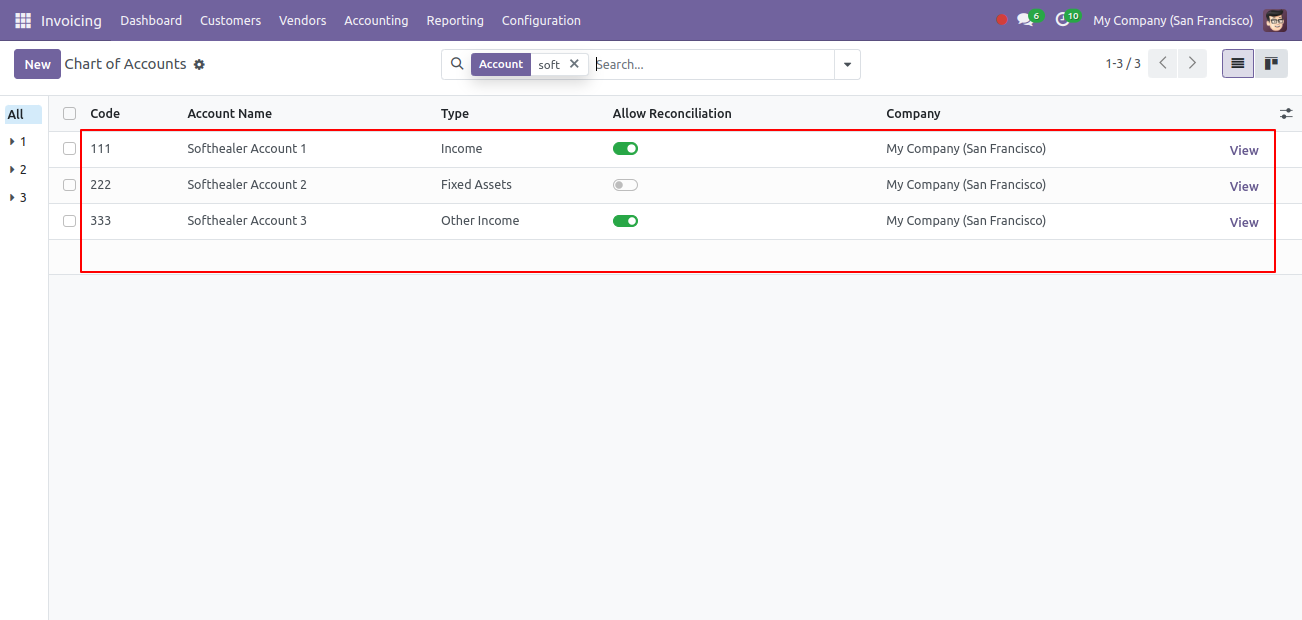 Invoicing Dashboard Customers Vendors Accounting Reporting Configuration 6 10 My Company (San Francisco)
New Chart of Accounts Account soft Search... 1-3 / 3
All Code Account Name Type Allow Reconciliation Company
1
111 Softhealer Account 1 Income My Company (San Francisco) View
2
222 Softhealer Account 2 Fixed Assets My Company (San Francisco) View
3
333 Softhealer Account 3 Other Income My Company (San Francisco) View